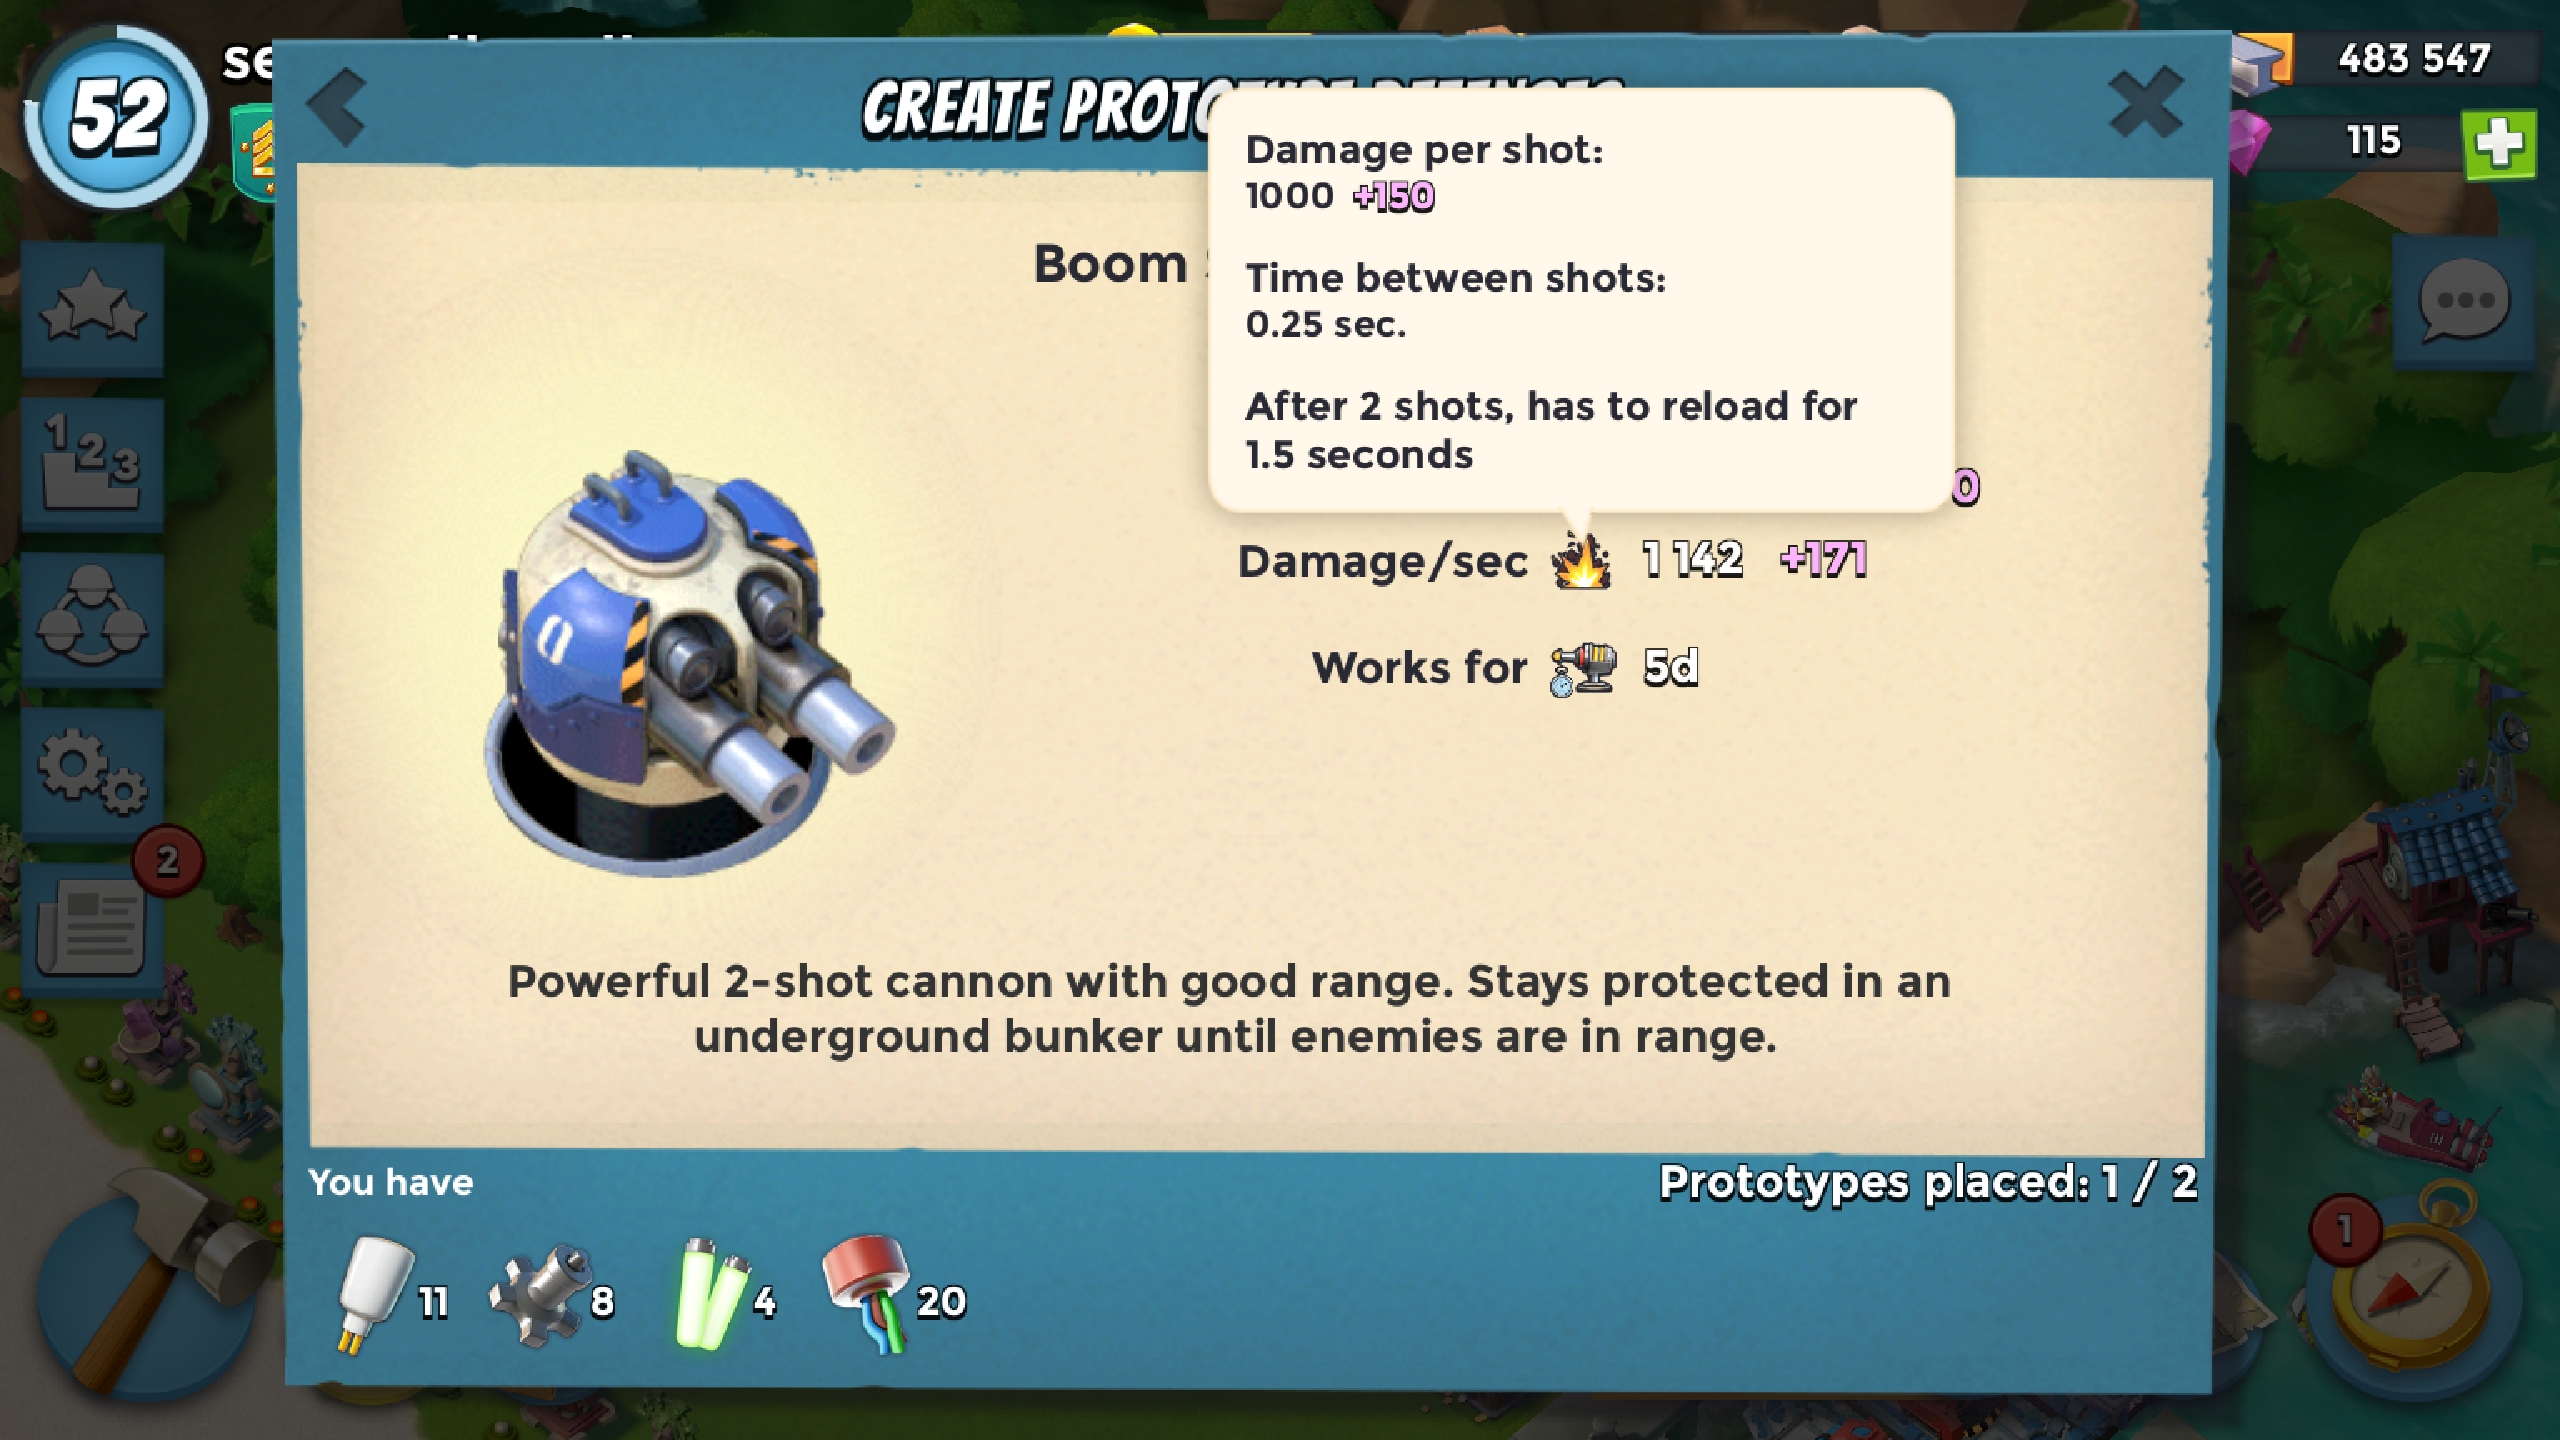 52
483 547
115
CREATE
Damage per shot:
1000 +150
Time between shots:
0.25 sec.
After 2 shots, has to reload for
1.5 seconds
Boom
Damage/sec 1 142 +171
Works for 5d
1 2 3
2
Powerful 2-shot cannon with good range. Stays protected in an
underground bunker until enemies are in range.
You have
Prototypes placed: 1 / 2
11 8 4 20
1